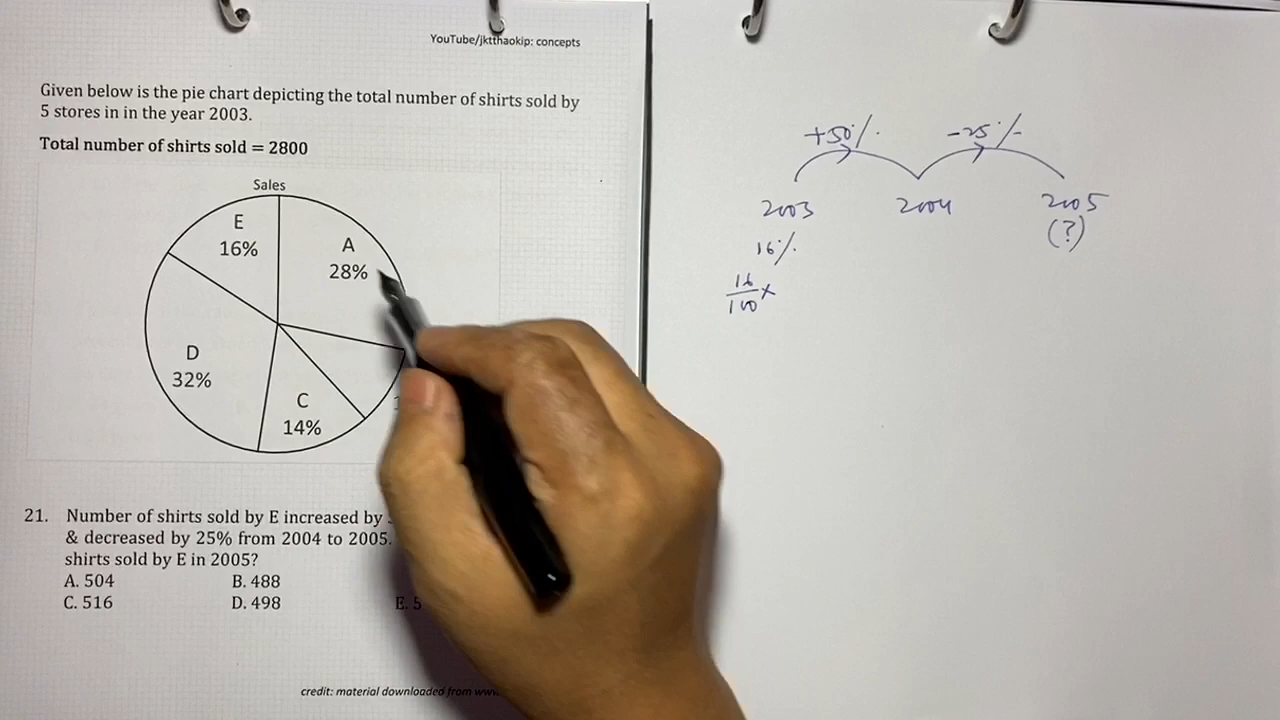 YouTube/jktthaokip: concepts
Given below is the pie chart depicting the total number of shirts sold by
5 stores in in the year 2003.
Total number of shirts sold = 2800
Sales
E
16%
A
28%
D
32%
C
14%
21. Number of shirts sold by E increased by
& decreased by 25% from 2004 to 2005.
shirts sold by E in 2005?
A. 504 B. 488
C. 516 D. 498 E. 5
credit: material downloaded from
+50% -25%
2003 2004 2005
16% (?)
16/100 ×